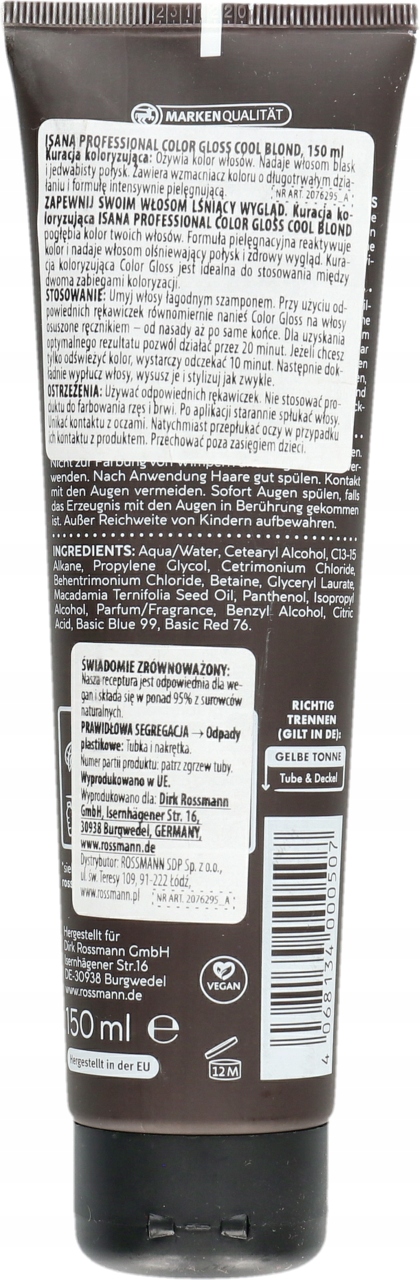 2311 20
MARKENQUALITÄT
ISANA PROFESSIONAL COLOR GLOSS COOL BLOND, 150 ml
Kuracja koloryzująca: Ożywia kolor włosów. Nadaje włosom blask
i jedwabisty połysk. Zawiera wzmacniacz koloru o długotrwałym dzia-
łaniu i formułę intensywnie pielęgnującą. NR ART. 2076295_A
ZAPEWNIJ SWOIM WŁOSOM LŚNIĄCY WYGLĄD. Kuracja ko-
loryzująca ISANA PROFESSIONAL COLOR GLOSS COOL BLOND
pogłębia kolor twoich włosów. Formuła pielęgnacyjna reaktywuje
kolor i nadaje włosom olśniewający połysk i zdrowy wygląd. Kura-
cja koloryzująca Color Gloss jest idealna do stosowania między
dwoma zabiegami koloryzacji.
STOSOWANIE: Umyj włosy łagodnym szamponem. Przy użyciu od-
powiednich rękawiczek równomiernie nanieś Color Gloss na włosy
osuszone ręcznikiem – od nasady aż po same końce. Dla uzyskania
optymalnego rezultatu pozwól działać przez 20 minut. Jeżeli chcesz
tylko odświeżyć kolor, wystarczy odczekać 10 minut. Następnie dok-
ładnie wypłucz włosy, wysusz je i stylizuj jak zwykle.
OSTRZEŻENIA: Używać odpowiednich rękawiczek. Nie stosować pro-
duktu do farbowania rzęs i brwi. Po aplikacji starannie spłukać włosy.
Unikać kontaktu z oczami. Natychmiast przepłukać oczy w przypadku
ich kontaktu z produktem. Przechować poza zasięgiem dzieci.
Nicht zur Färbung von Wimpern
wenden. Nach Anwendung Haare gut spülen. Kontakt
mit den Augen vermeiden. Sofort Augen spülen, falls
das Erzeugnis mit den Augen in Berührung gekommen
ist. Außer Reichweite von Kindern aufbewahren.
INGREDIENTS: Aqua/Water, Cetearyl Alcohol, C13-15
Alkane, Propylene Glycol, Cetrimonium Chloride,
Behentrimonium Chloride, Betaine, Glyceryl Laurate,
Macadamia Ternifolia Seed Oil, Panthenol, Isopropyl
Alcohol, Parfum/Fragrance, Benzyl Alcohol, Citric
Acid, Basic Blue 99, Basic Red 76.
ŚWIADOMIE ZRÓWNOWAŻONY:
Nasza receptura jest odpowiednia dla we-
gan i składa się w ponad 95% z surowców
naturalnych.
PRAWIDŁOWA SEGREGACJA → Odpady
plastikowe: Tubka i nakrętka.
Numer partii produktu: patrz zgrzew tuby.
Wyprodukowano w UE.
Wyprodukowano dla: Dirk Rossmann
GmbH, Isernhägener Str. 16,
30938 Burgwedel, GERMANY,
www.rossmann.de
Dystrybutor: ROSSMANN SDP Sp. z o.o.,
ul. św. Teresy 109, 91-222 Łódź,
www.rossmann.pl NR ART. 2076295_A
RICHTIG
TRENNEN
(GILT IN DE):
GELBE TONNE
Tube & Deckel
Hergestellt für
Dirk Rossmann GmbH
Isernhägener Str.16
DE-30938 Burgwedel
www.rossmann.de
VEGAN
150 ml e
12 M
Hergestellt in der EU
4 068134 000507